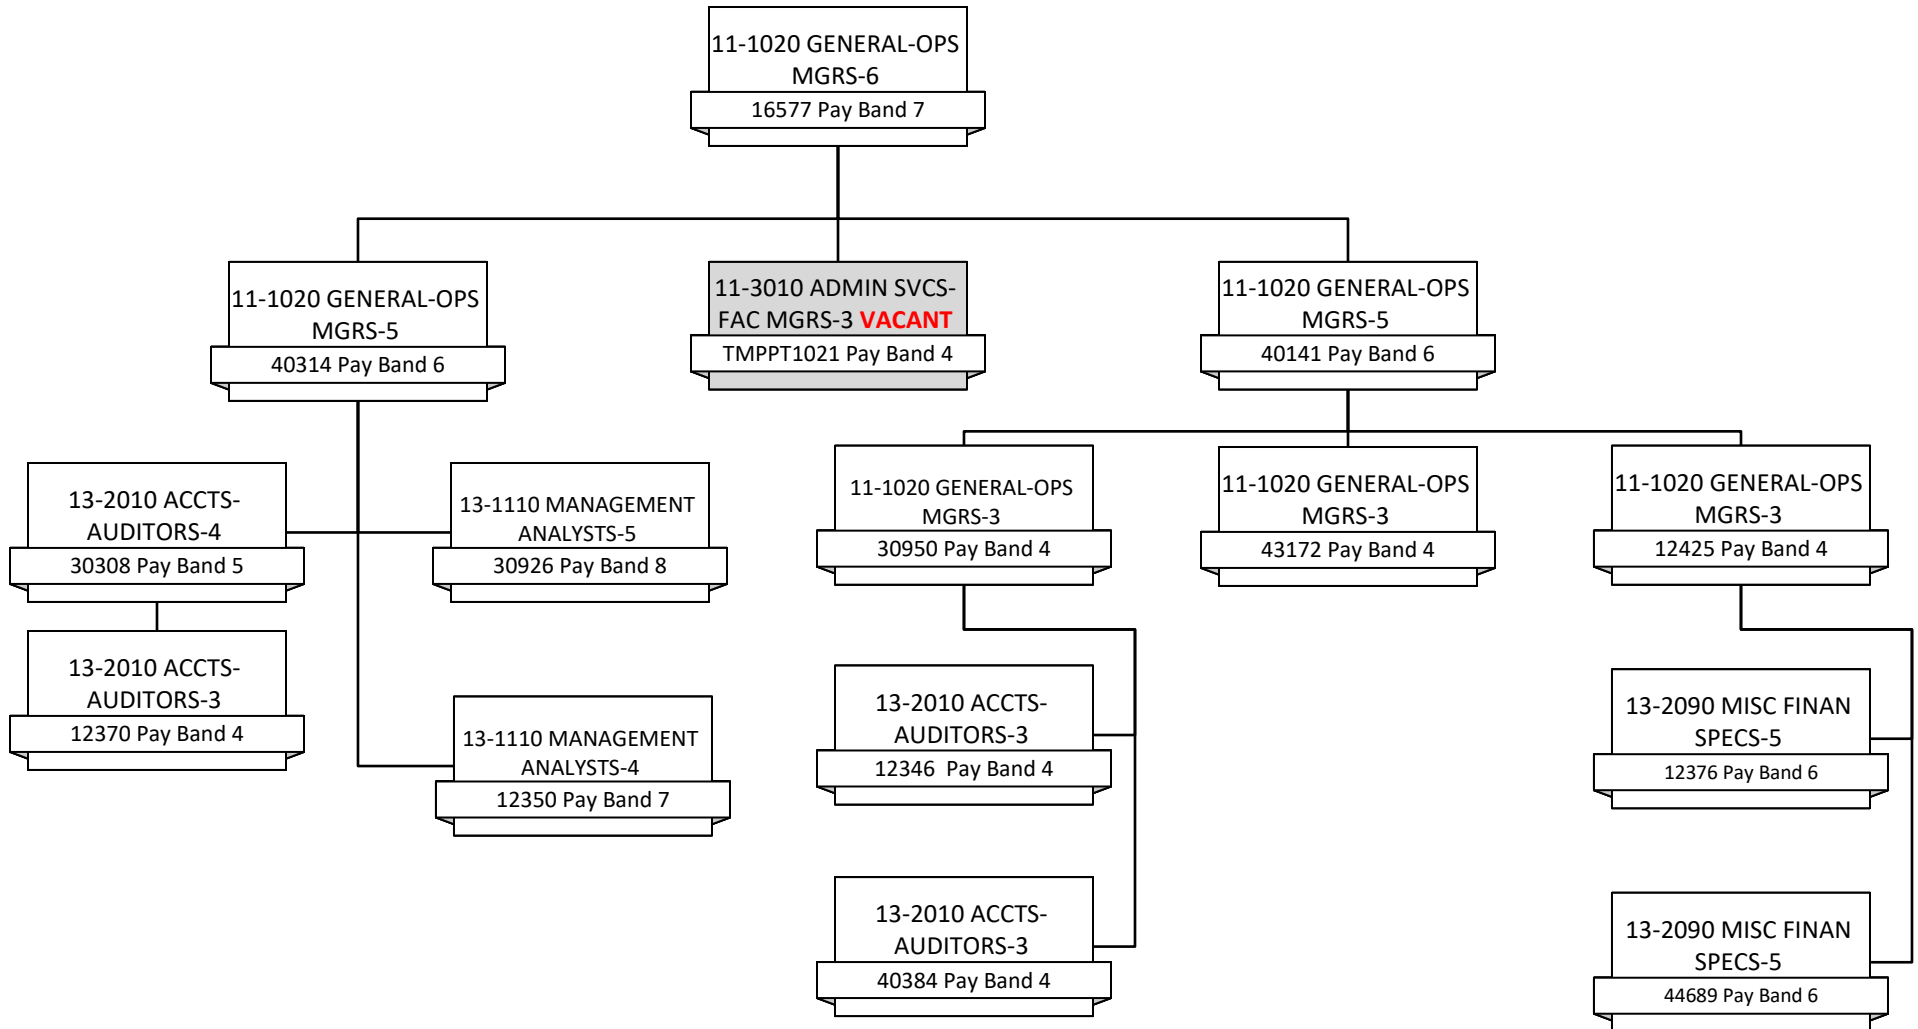 11-1020 GENERAL-OPS
MGRS-6
16577 Pay Band 7
11-1020 GENERAL-OPS
MGRS-5
40314 Pay Band 6
11-3010 ADMIN SVCS-
FAC MGRS-3 VACANT
TMPPT1021 Pay Band 4
11-1020 GENERAL-OPS
MGRS-5
40141 Pay Band 6
13-2010 ACCTS-
AUDITORS-4
30308 Pay Band 5
13-1110 MANAGEMENT
ANALYSTS-5
30926 Pay Band 8
11-1020 GENERAL-OPS
MGRS-3
30950 Pay Band 4
11-1020 GENERAL-OPS
MGRS-3
43172 Pay Band 4
11-1020 GENERAL-OPS
MGRS-3
12425 Pay Band 4
13-2010 ACCTS-
AUDITORS-3
12370 Pay Band 4
13-1110 MANAGEMENT
ANALYSTS-4
12350 Pay Band 7
13-2010 ACCTS-
AUDITORS-3
12346  Pay Band 4
13-2090 MISC FINAN
SPECS-5
12376 Pay Band 6
13-2010 ACCTS-
AUDITORS-3
40384 Pay Band 4
13-2090 MISC FINAN
SPECS-5
44689 Pay Band 6